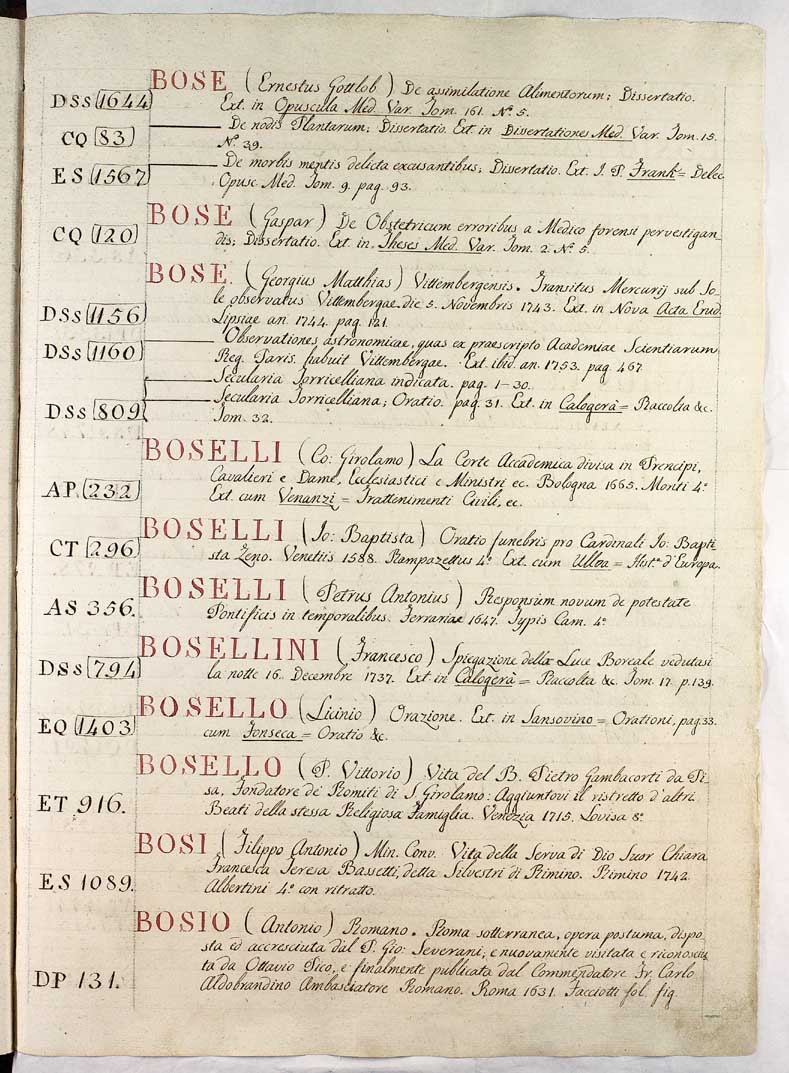 BOSE (Ernestus Gottlob) De assimilatione Alimentorum; Dissertatio.
DSs 1644 Ext. in Opuscula Med. Var. Tom. 161. Nº. 5.
CQ 83 De nodis Plantarum; Dissertatio. Ext. in Dissertationes Med. Var. Tom. 15.
Nº. 39.
ES 1567 De morbis mentis delicta excusantibus; Dissertatio. Ext. I. P. Frank = Delec
Opusc. Med. Tom. 9. pag. 93.
BOSE (Gaspar) De Obstetricum erroribus a Medico forensi pervestigan_
CQ 120 dis; Dissertatio. Ext. in Theses Med. Var. Tom. 2. Nº. 5.
BOSE. (Georgius Matthias) Vittembergensis. Transitus Mercurij sub So_
DSs 1156 le observatus Vittembergae die 5. Novembris 1743. Ext. in Nova Acta Erud.
Lipsiae an. 1744. pag. 121.
DSs 1160 Observationes astronomicae, quas ex praescripto Academiae Scientiarum
Reg. Paris. habuit Vittembergae. Ext. ibid. an. 1753. pag. 467.
Secularia Torricelliana indicata. pag. 1-30.
DSs 809 Secularia Torricelliana; Oratio. pag. 31. Ext. in Calogerà = Raccolta &c.
Tom. 32.
BOSELLI (Co: Girolamo) La Corte Accademica divisa in Prencipi,
AP. 232 Cavalieri e Dame, Ecclesiastici e Ministri ec. Bologna 1665. Monti 4º.
Ext. cum Venanzi = Trattenimenti Civili, ec.
BOSELLI (Io: Baptista) Oratio funebris pro Cardinali Io: Bapti_
CT 296 sta Zeno. Venetiis 1588. Rampazettus 4º. Ext. cum Ulloa = Hist.ª d'Europa.
BOSELLI (Petrus Antonius) Responsum novum de potestate
AS 356. Pontificis in temporalibus. Ferrariae 1647. Typis Cam. 4º.
BOSELLINI (Francesco) Spiegazione della Luce Boreale vedutasi
DSs 794 la notte 16. Decembre 1737. Ext. in Calogerà = Raccolta &c. Tom. 17. p. 139.
BOSELLO (Licinio) Orazione. Ext. in Sansovino = Orationi, pag. 33.
EQ 1403 cum Fonseca = Oratio &c.
BOSELLO (P. Vittorio) Vita del B. Pietro Gambacorti da Pi_
ET 916. sa, Fondatore de' Romiti di S. Girolamo: Aggiuntovi il ristretto d'altri
Beati della stessa Religiosa Famiglia. Venezia 1715. Lovisa 8º.
BOSI (Filippo Antonio) Min. Conv. Vita della Serva di Dio Suor Chiara
ES 1089. Francesca Teresa Bassetti, detta Silvestri di Rimino. Rimino 1742.
Albertini 4º. con ritratto.
BOSIO (Antonio) Romano. Roma sotterranea, opera postuma, dispo
sta ed accresciuta dal P. Gio: Severani, e nuovamente visitata e riconosciu
DP 131. ta da Ottavio Pico, e finalmente publicata dal Commendatore Fr. Carlo
Aldobrandino Ambasciatore Romano. Roma 1631. Facciotti fol. fig.